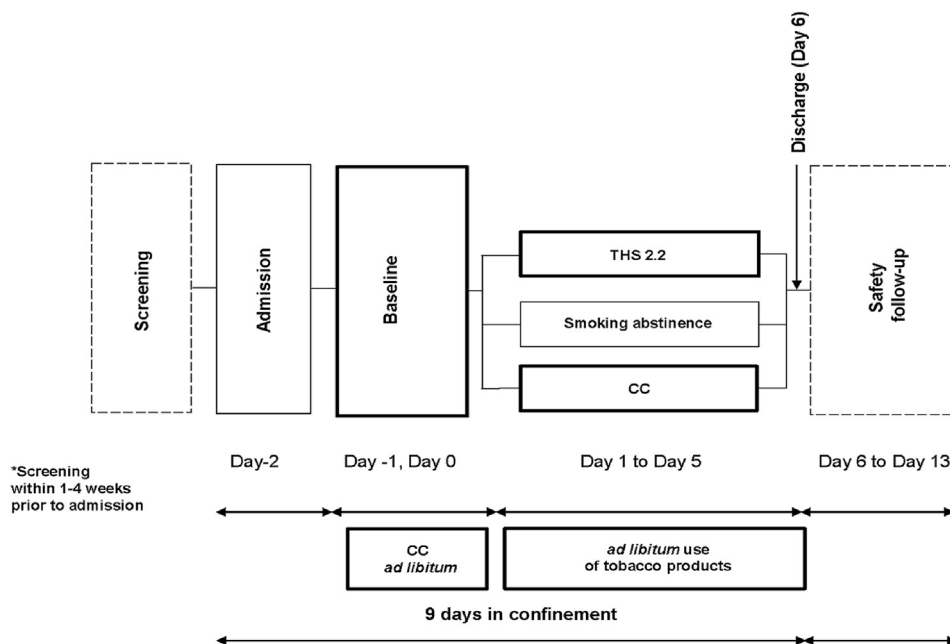 Discharge (Day 6)
Screening
Admission
Baseline
THS 2.2
Smoking abstinence
CC
Safety
follow-up
*Screening
within 1-4 weeks
prior to admission
Day-2
Day -1, Day 0
Day 1 to Day 5
Day 6 to Day 13
CC
ad libitum
ad libitum use
of tobacco products
9 days in confinement